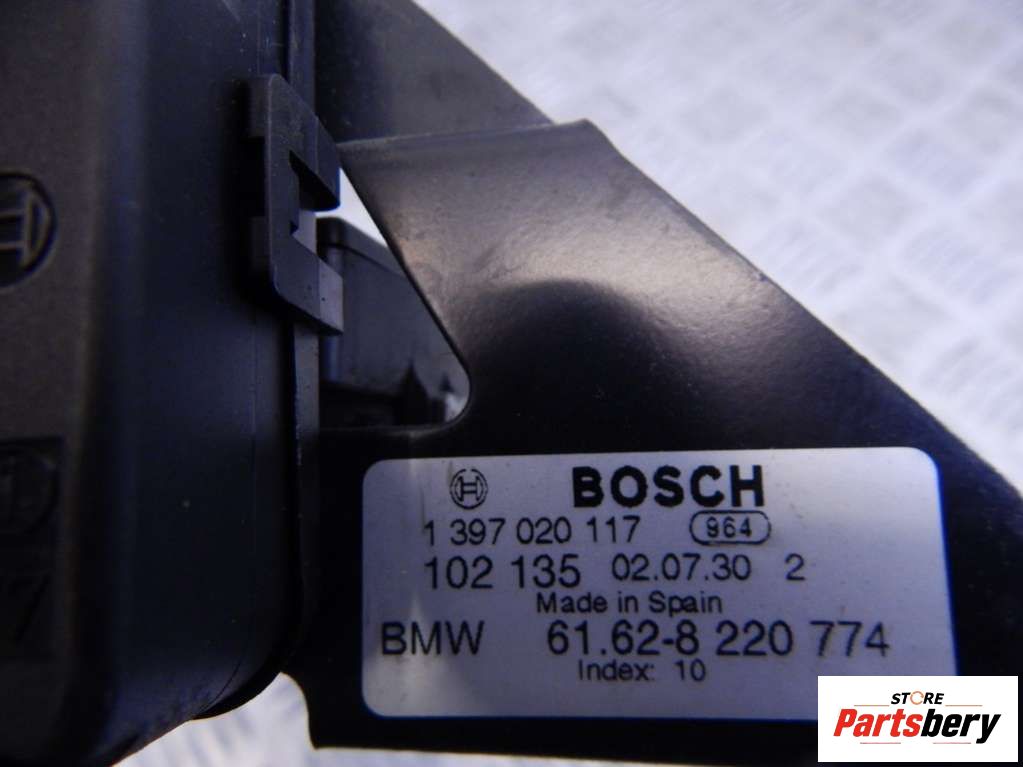 BOSCH
1 397 020 117 964
102 135 02.07.30 2
Made in Spain
BMW 61.62-8 220 774
Index: 10
7
STORE
Partsbery